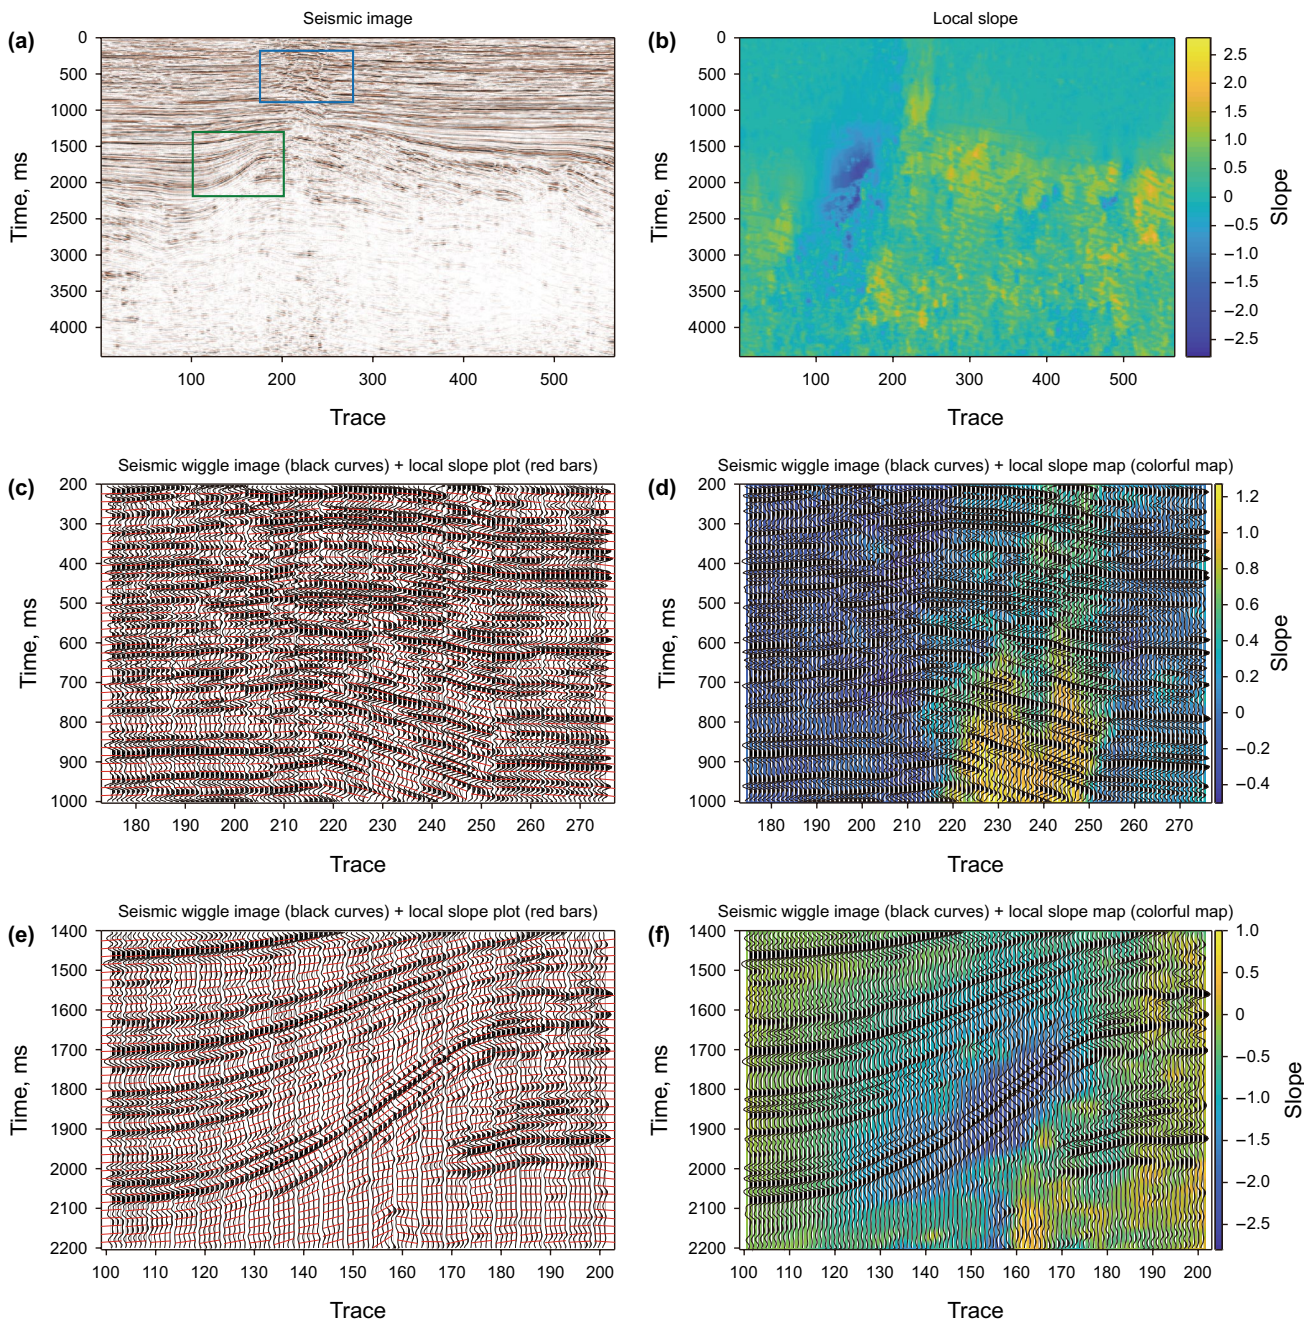 Seismic image
(a)
0
500
1000
1500
2000
2500
3000
3500
4000
Time, ms
100 200 300 400 500
Trace
Local slope
(b)
0
500
1000
1500
2000
2500
3000
3500
4000
Time, ms
100 200 300 400 500
Trace
2.5
2.0
1.5
1.0
0.5
0
−0.5
−1.0
−1.5
−2.0
−2.5
Slope
Seismic wiggle image (black curves) + local slope plot (red bars)
(c)
200
300
400
500
600
700
800
900
1000
Time, ms
180 190 200 210 220 230 240 250 260 270
Trace
Seismic wiggle image (black curves) + local slope map (colorful map)
(d)
200
300
400
500
600
700
800
900
1000
Time, ms
180 190 200 210 220 230 240 250 260 270
Trace
1.2
1.0
0.8
0.6
0.4
0.2
0
−0.2
−0.4
Slope
Seismic wiggle image (black curves) + local slope plot (red bars)
(e)
1400
1500
1600
1700
1800
1900
2000
2100
2200
Time, ms
100 110 120 130 140 150 160 170 180 190 200
Trace
Seismic wiggle image (black curves) + local slope map (colorful map)
(f)
1400
1500
1600
1700
1800
1900
2000
2100
2200
Time, ms
100 110 120 130 140 150 160 170 180 190 200
Trace
1.0
0.5
0
−0.5
−1.0
−1.5
−2.0
−2.5
Slope